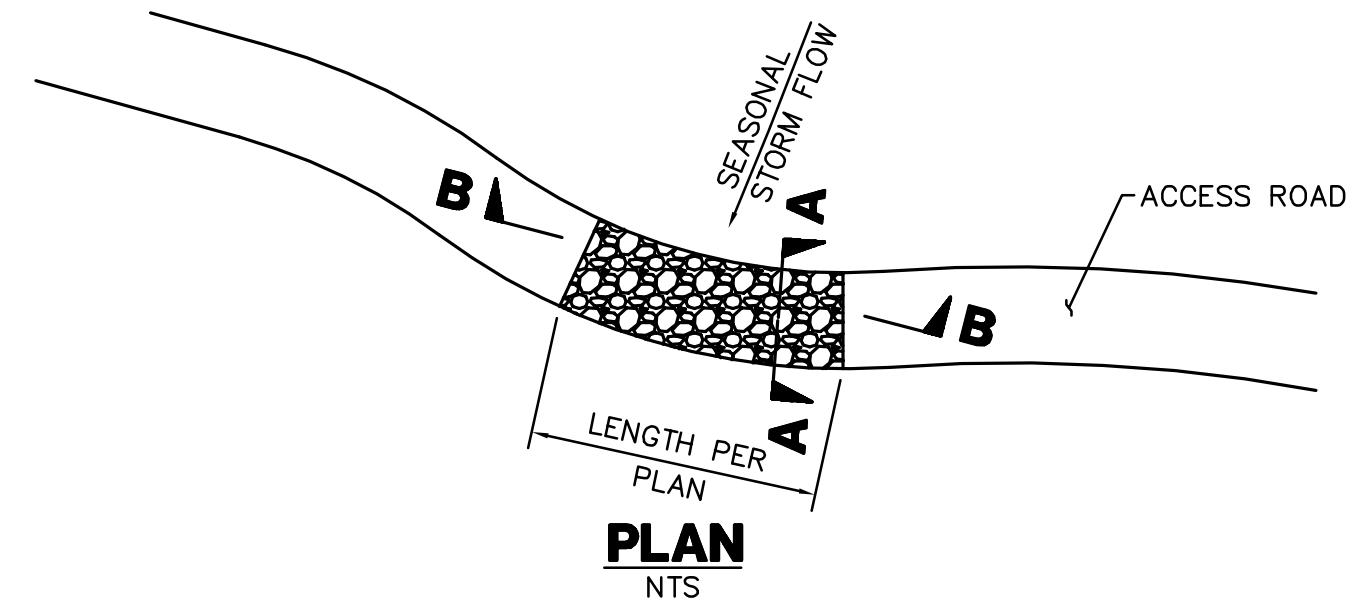 SEASONAL
STORM FLOW
A
B
ACCESS ROAD
B
A
LENGTH PER
PLAN
PLAN
NTS